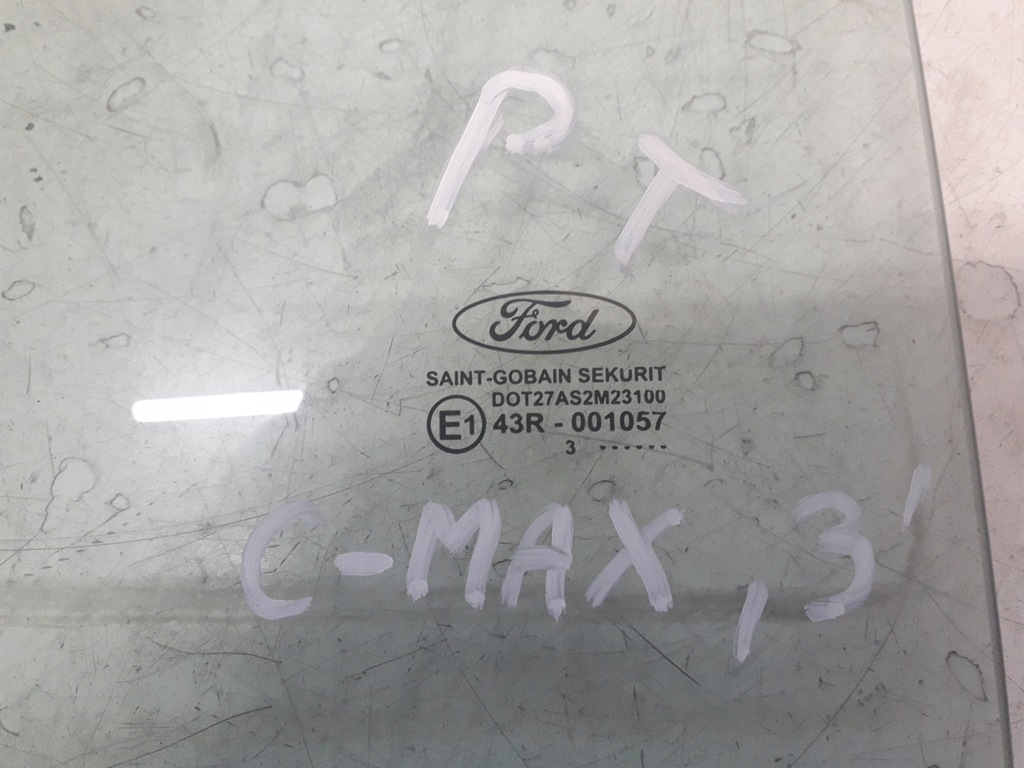 PT
Ford
SAINT-GOBAIN SEKURIT
DOT27AS2M23100
E1 43R - 001057
3 ......
C-MAX, 3'